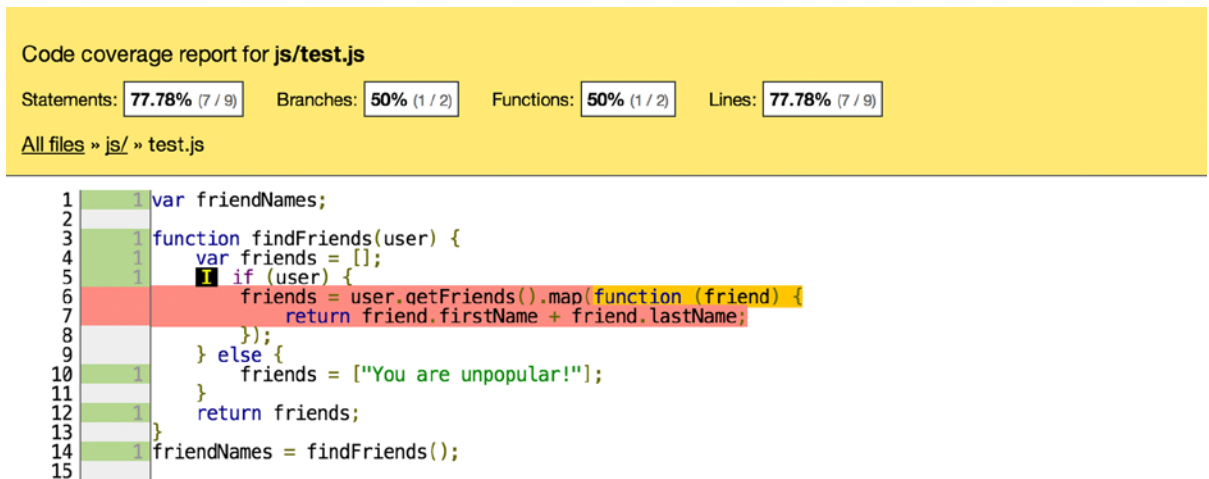 Code coverage report for js/test.js
Statements: 77.78% (7 / 9) Branches: 50% (1 / 2) Functions: 50% (1 / 2) Lines: 77.78% (7 / 9)
All files » js/ » test.js
1 1 var friendNames;
2
3 1 function findFriends(user) {
4 1 var friends = [];
5 1 I if (user) {
6 friends = user.getFriends().map(function (friend) {
7 return friend.firstName + friend.lastName;
8 });
9 } else {
10 1 friends = ["You are unpopular!"];
11 }
12 1 return friends;
13 }
14 1 friendNames = findFriends();
15